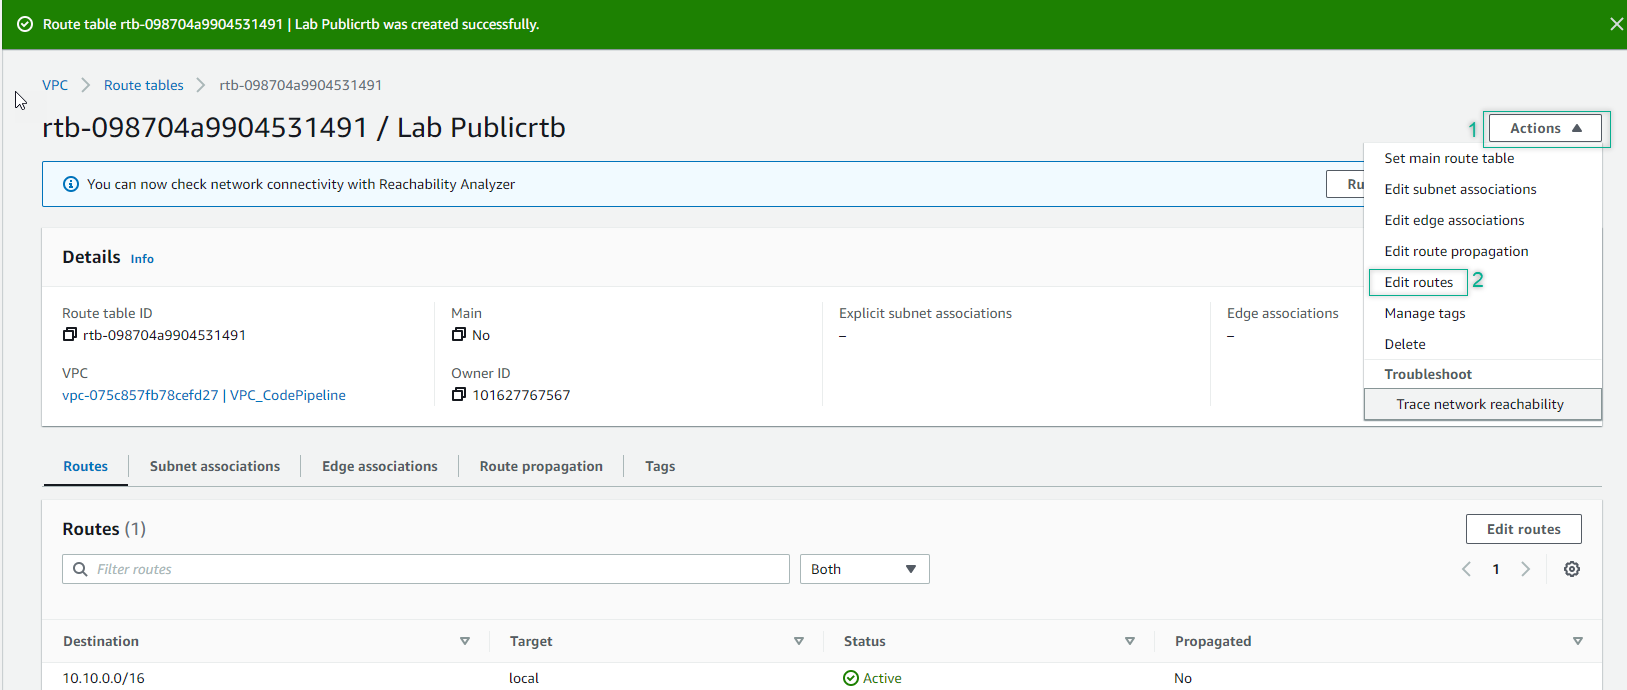 Route table rtb-098704a9904531491 | Lab Publicrtb was created successfully.
VPC > Route tables > rtb-098704a9904531491
rtb-098704a9904531491 / Lab Publicrtb
1 Actions
You can now check network connectivity with Reachability Analyzer
Ru
Set main route table
Edit subnet associations
Edit edge associations
Edit route propagation
Edit routes 2
Manage tags
Delete
Troubleshoot
Trace network reachability
Details Info
Route table ID
rtb-098704a9904531491
Main
No
Explicit subnet associations
–
Edge associations
–
VPC
vpc-075c857fb78cefd27 | VPC_CodePipeline
Owner ID
101627767567
Routes Subnet associations Edge associations Route propagation Tags
Routes (1)
Edit routes
Filter routes
Both
1
Destination Target Status Propagated
10.10.0.0/16 local Active No